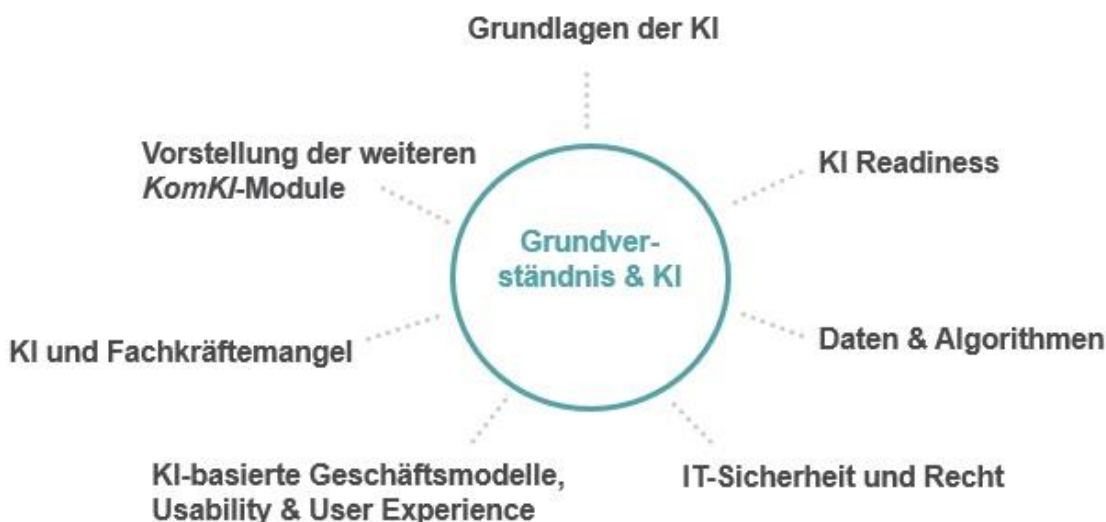 Grundlagen der KI
Vorstellung der weiteren
KomKI-Module
KI Readiness
Grundver-
ständnis & KI
KI und Fachkräftemangel
Daten & Algorithmen
KI-basierte Geschäftsmodelle,
Usability & User Experience
IT-Sicherheit und Recht